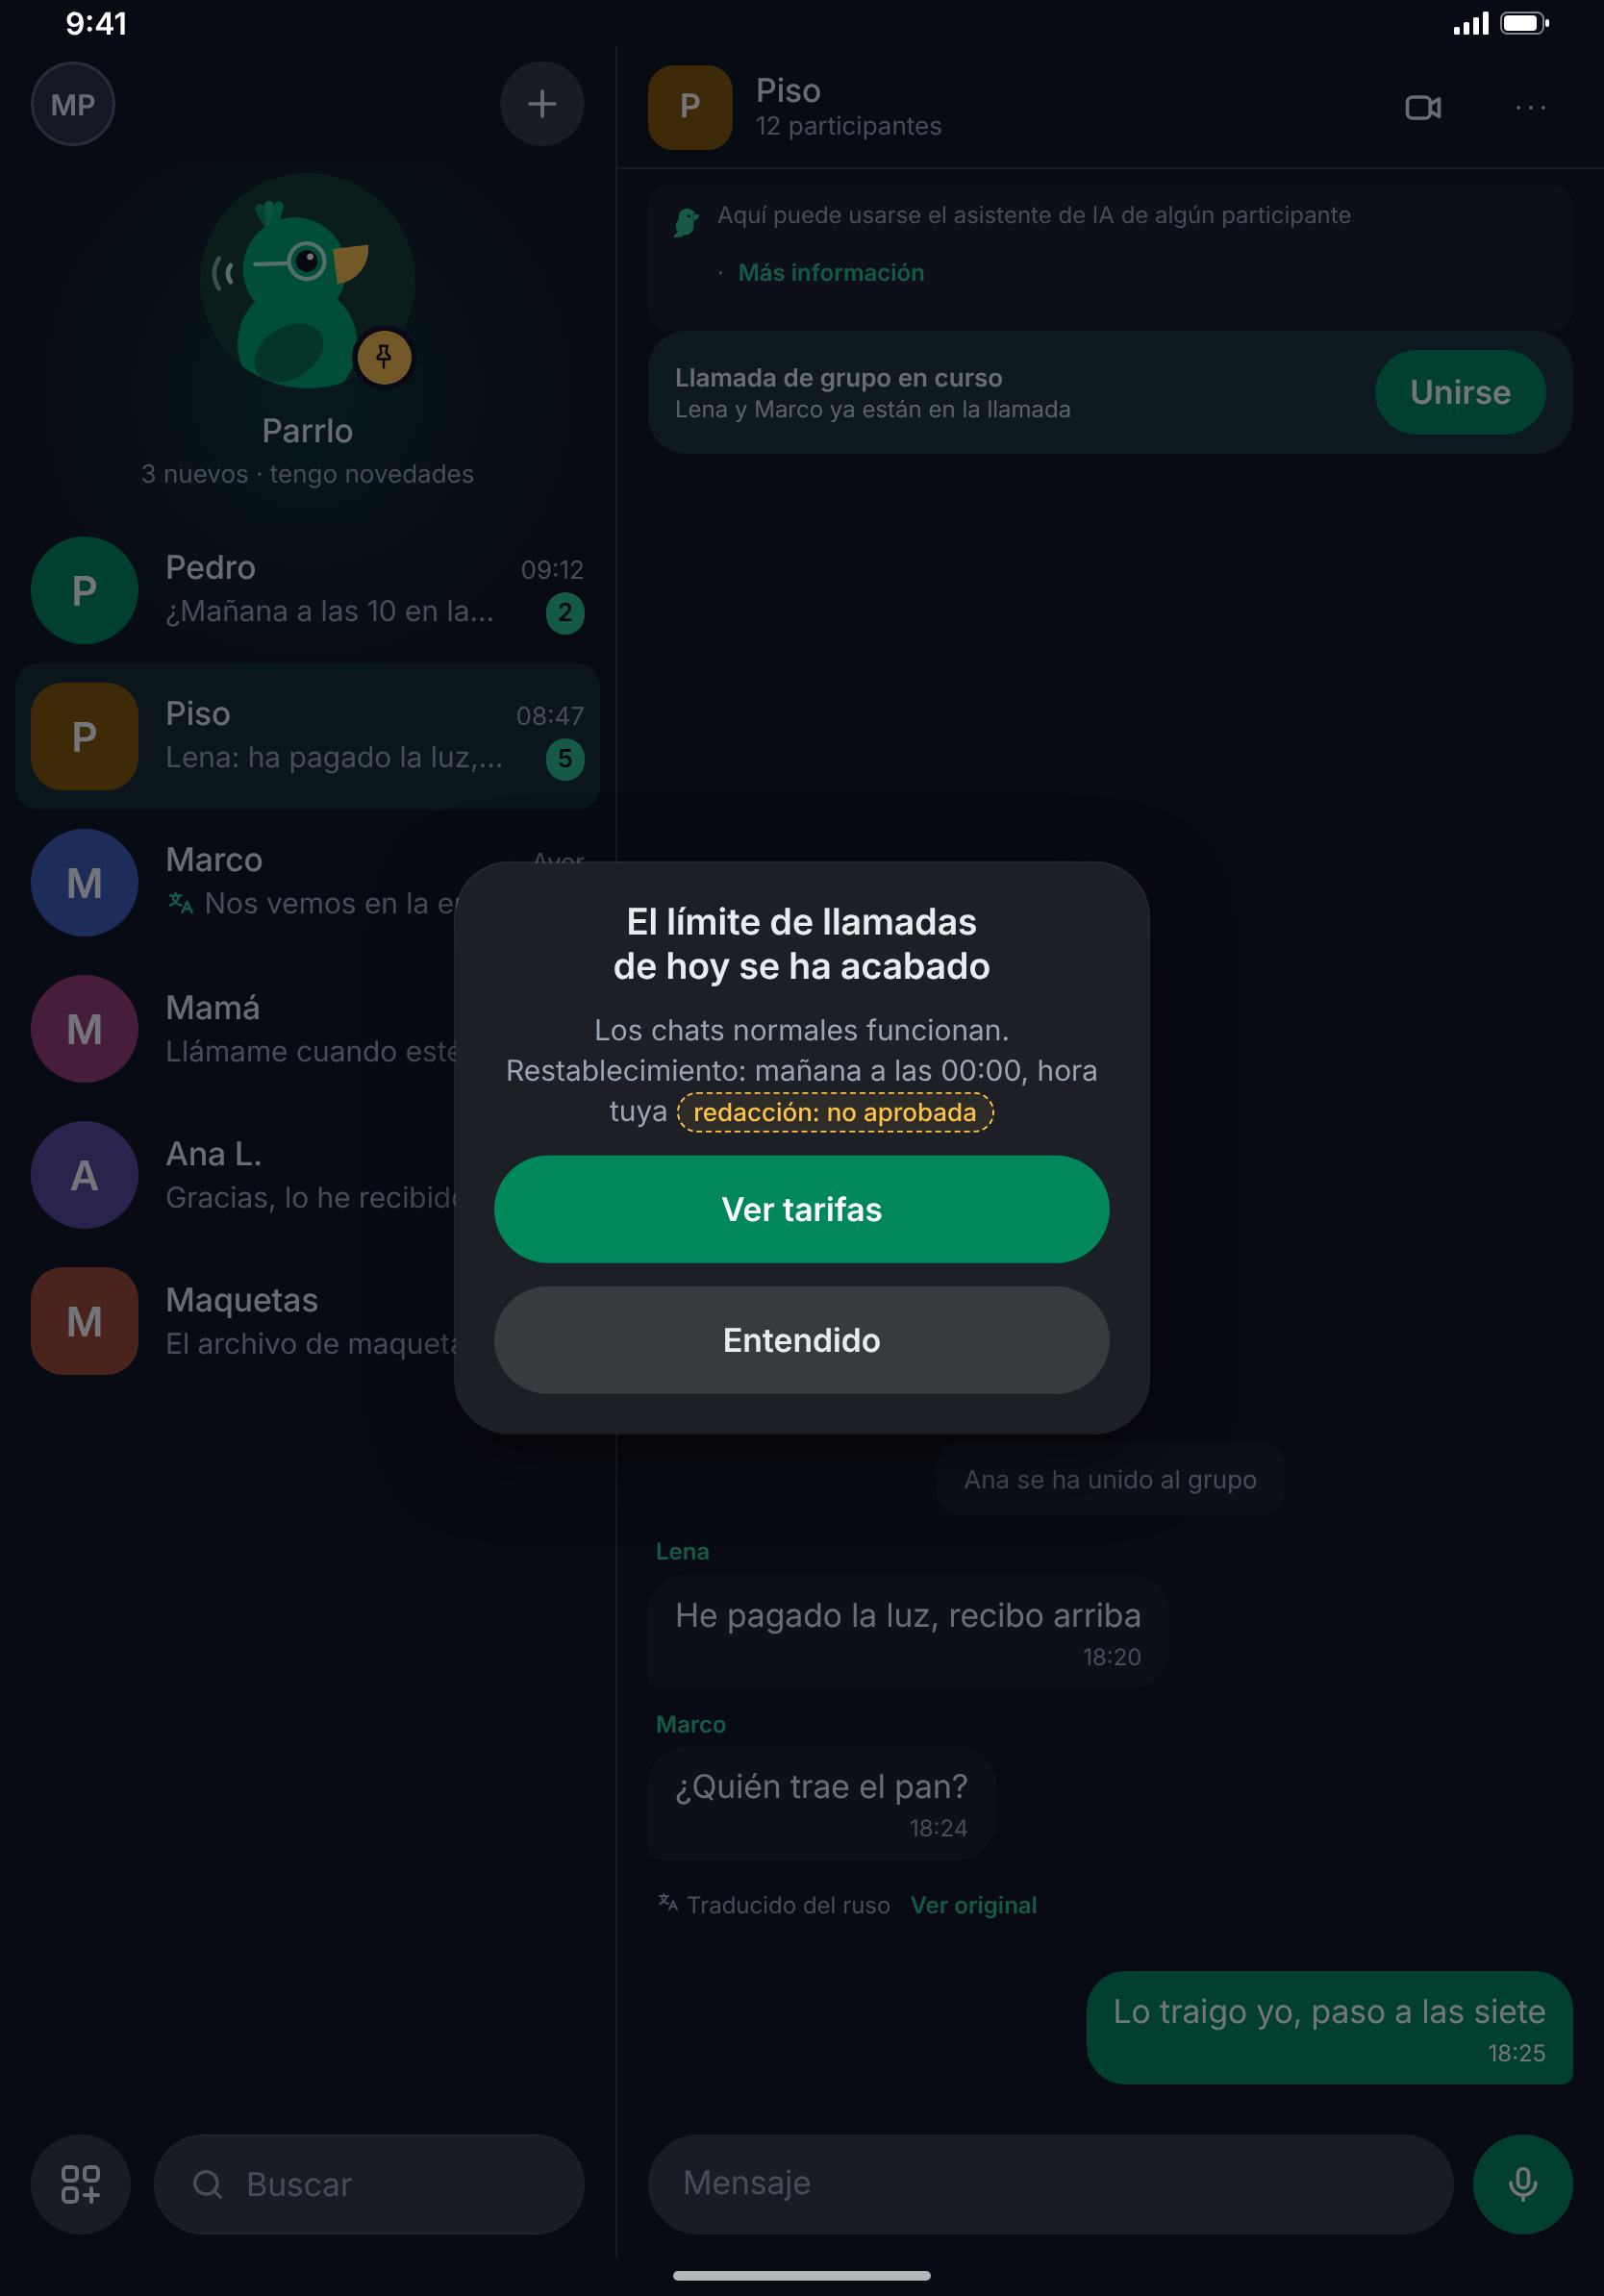 9:41
MP
Parrlo
3 nuevos · tengo novedades
P
Pedro
09:12
¿Mañana a las 10 en la...
2
P
Piso
08:47
Lena: ha pagado la luz,...
5
M
Marco
Ayer
Nos vemos en la
M
Mamá
Llámame cuando
A
Ana L.
Gracias, lo he
M
Maquetas
El archivo de
Buscar
P
Piso
12 participantes
Aquí puede usarse el asistente de IA de algún participante
· Más información
Llamada de grupo en curso
Lena y Marco ya están en la llamada
Unirse
El límite de llamadas
de hoy se ha acabado
Los chats normales funcionan.
Restablecimiento: mañana a las 00:00, hora
tuya redacción: no aprobada
Ver tarifas
Entendido
Ana se ha unido al grupo
Lena
He pagado la luz, recibo arriba
18:20
Marco
¿Quién trae el pan?
18:24
Traducido del ruso Ver original
Lo traigo yo, paso a las siete
18:25
Mensaje